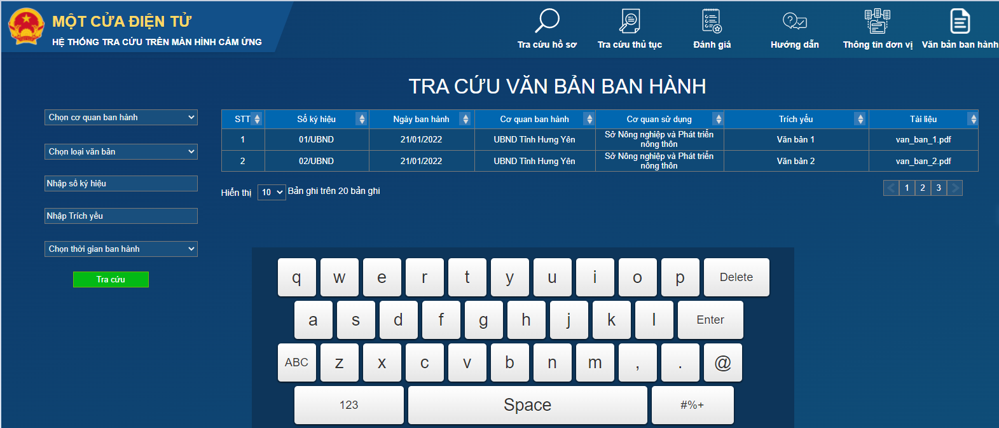 MỘT CỬA ĐIỆN TỬ
HỆ THỐNG TRA CỨU TRÊN MÀN HÌNH CẢM ỨNG
Tra cứu hồ sơ
Tra cứu thủ tục
Đánh giá
Hướng dẫn
Thông tin đơn vị
Văn bản ban hành
TRA CỨU VĂN BẢN BAN HÀNH
Chọn cơ quan ban hành
Chọn loại văn bản
Nhập số ký hiệu
Nhập Trích yếu
Chọn thời gian ban hành
Tra cứu
STT Số ký hiệu Ngày ban hành Cơ quan ban hành Cơ quan sử dụng Trích yếu Tài liệu
1 01/UBND 21/01/2022 UBND Tỉnh Hưng Yên Sở Nông nghiệp và Phát triển nông thôn Văn bản 1 van_ban_1.pdf
2 02/UBND 21/01/2022 UBND Tỉnh Hưng Yên Sở Nông nghiệp và Phát triển nông thôn Văn bản 2 van_ban_2.pdf
Hiển thị 10 Bản ghi trên 20 bản ghi
< 1 2 3 >
q w e r t y u i o p Delete
a s d f g h j k l Enter
ABC z x c v b n m , . @
123 Space #%+